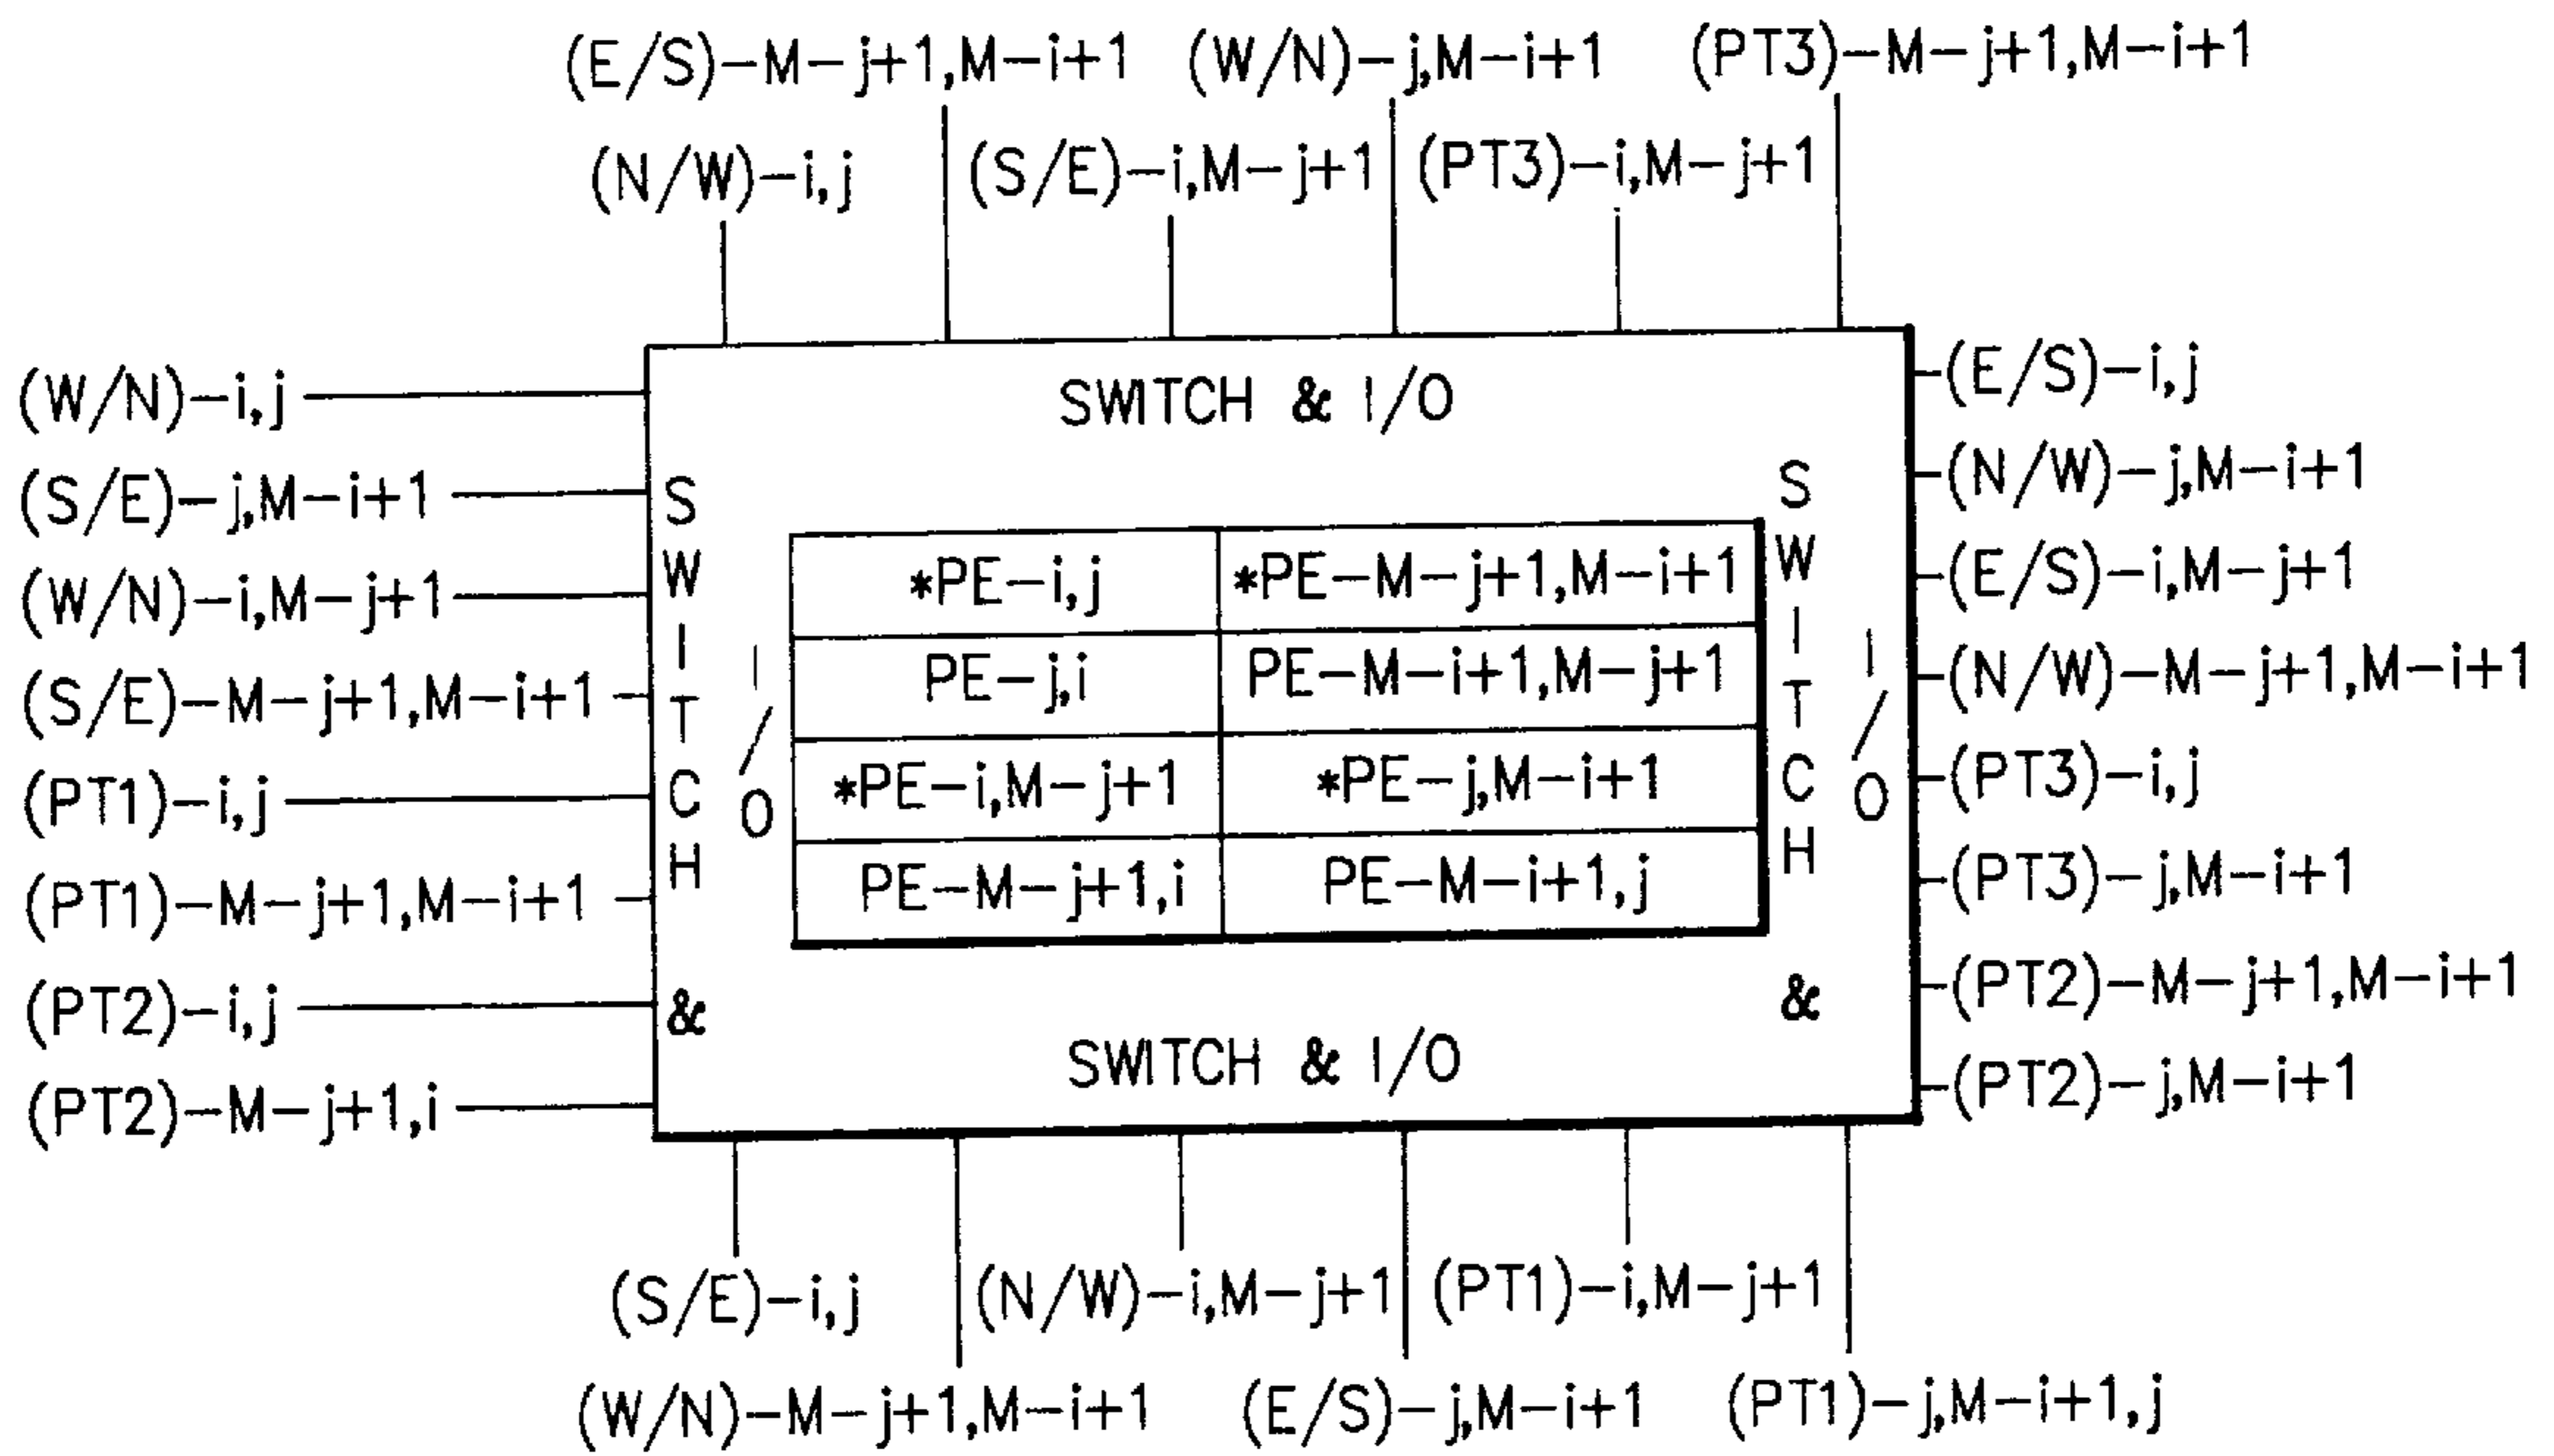 (E/S)-M-j+1,M-i+1 (W/N)-j,M-i+1 (PT3)-M-j+1,M-i+1
(N/W)-i,j (S/E)-i,M-j+1 (PT3)-i,M-j+1
(W/N)-i,j
(S/E)-j,M-i+1
(W/N)-i,M-j+1
(S/E)-M-j+1,M-i+1
(PT1)-i,j
(PT1)-M-j+1,M-i+1
(PT2)-i,j
(PT2)-M-j+1,i
SWITCH & I/O
SWITCH & I/O
*PE-i,j *PE-M-j+1,M-i+1
PE-j,i PE-M-i+1,M-j+1
*PE-i,M-j+1 *PE-j,M-i+1
PE-M-j+1,i PE-M-i+1,j
SWITCH & I/O
SWITCH & I/O
(E/S)-i,j
(N/W)-j,M-i+1
(E/S)-i,M-j+1
(N/W)-M-j+1,M-i+1
(PT3)-i,j
(PT3)-j,M-i+1
(PT2)-M-j+1,M-i+1
(PT2)-j,M-i+1
(S/E)-i,j (N/W)-i,M-j+1 (PT1)-i,M-j+1
(W/N)-M-j+1,M-i+1 (E/S)-j,M-i+1 (PT1)-j,M-i+1,j